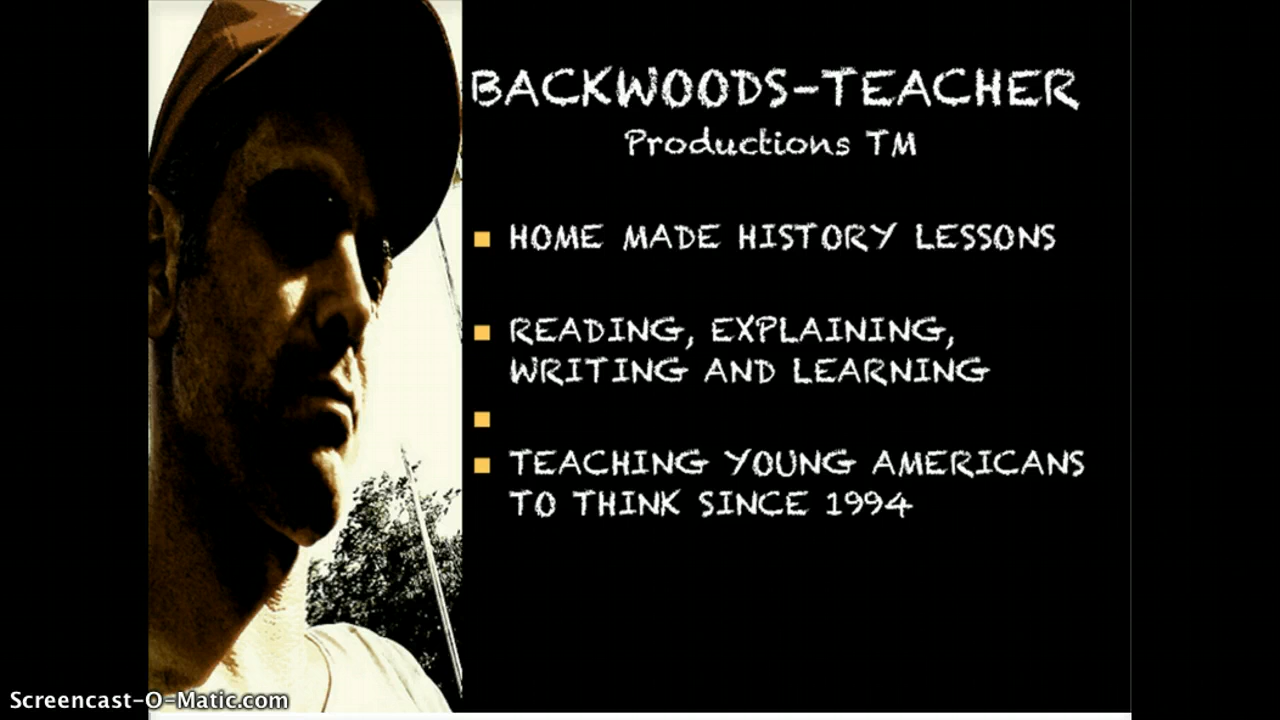 BACKWOODS-TEACHER
Productions TM
HOME MADE HISTORY LESSONS
READING, EXPLAINING,
WRITING AND LEARNING
TEACHING YOUNG AMERICANS
TO THINK SINCE 1994
Screencast-O-Matic.com